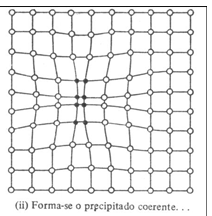 (ii) Forma-se o precipitado coerente. . .